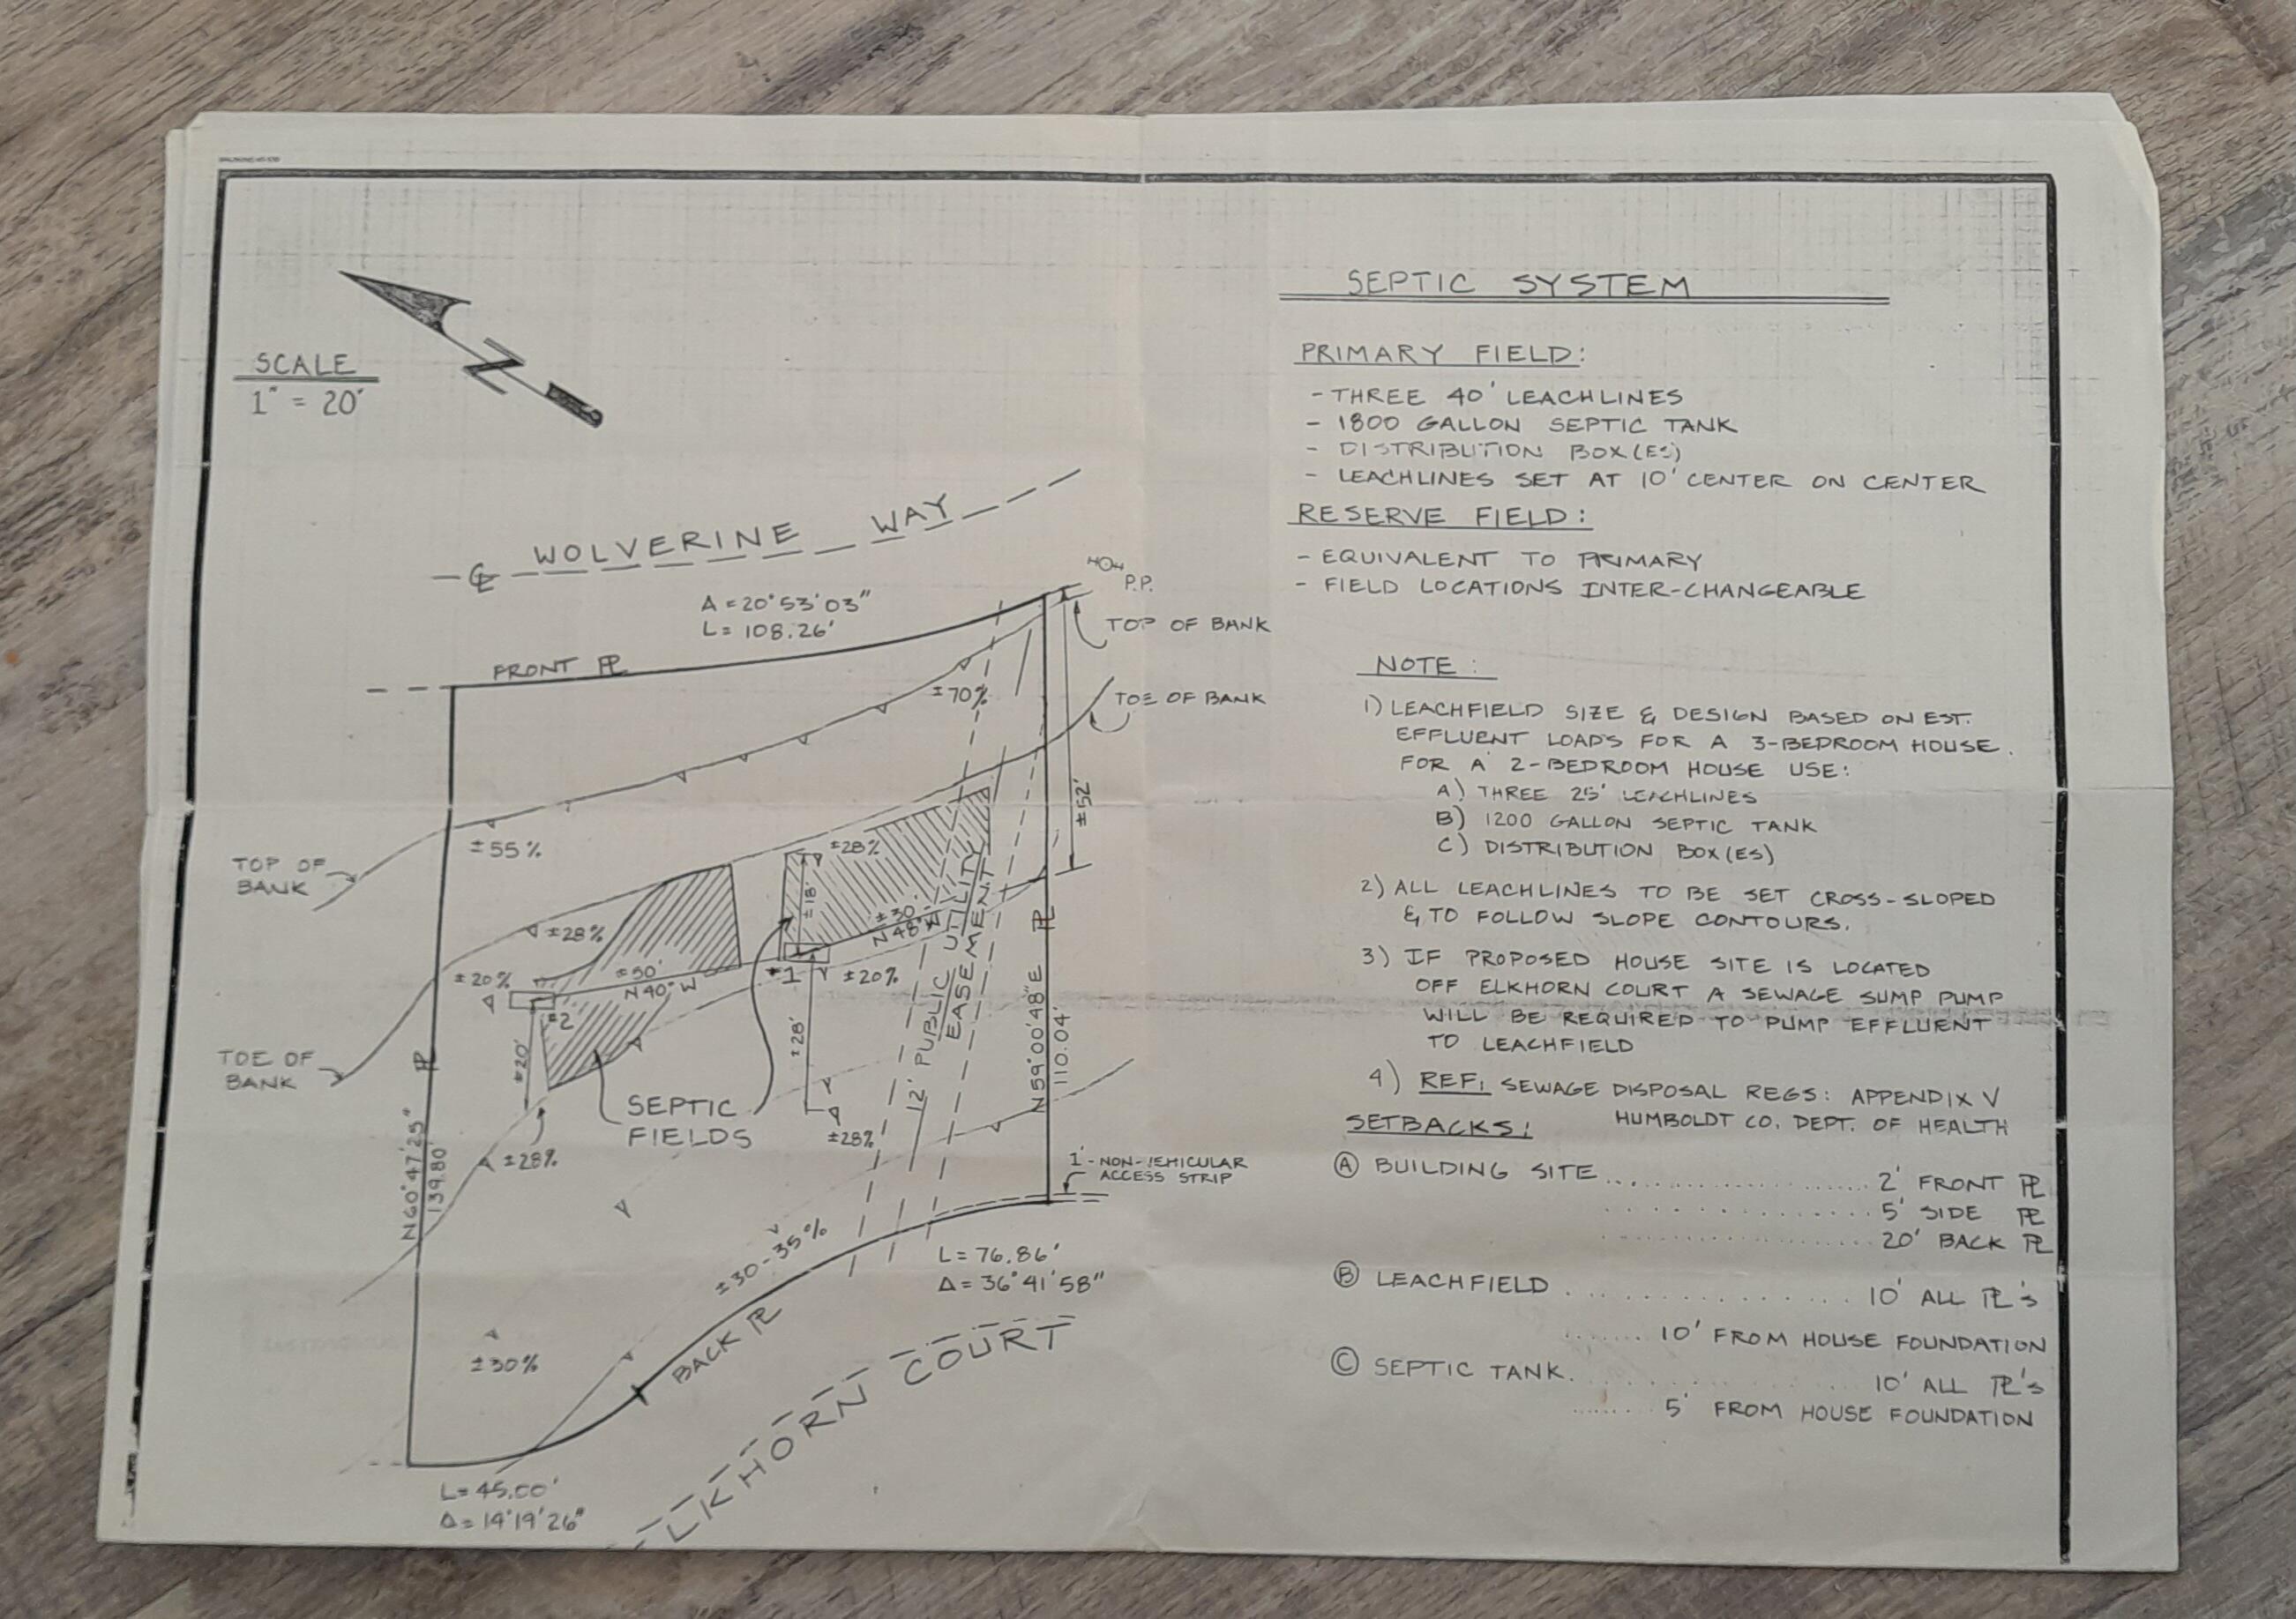 SCALE
1" = 20'
℄ WOLVERINE WAY
Δ = 20°53'03"
L = 108.26'
FRONT PL
P.P.
TOP OF BANK
TOE OF BANK
±70%
±52'
±55%
TOP OF
BANK
±28%
±28%
±18'
±30'
N48°W
±20%
±50'
N40°W
#1
±20%
#2
±20'
±28'
12' PUBLIC UTILITY
EASEMENT
PL
N59°00'48"E
110.04'
TOE OF
BANK
PL
N60°47'25"
139.80'
SEPTIC
FIELDS
±28%
±28%
1'-NON-VEHICULAR
ACCESS STRIP
±30-35%
L = 76.86'
Δ = 36°41'58"
BACK PL
±30%
L = 45.00'
Δ = 14°19'26"
ELKHORN COURT
SEPTIC SYSTEM
PRIMARY FIELD:
- THREE 40' LEACHLINES
- 1800 GALLON SEPTIC TANK
- DISTRIBUTION BOX(ES)
- LEACHLINES SET AT 10' CENTER ON CENTER
RESERVE FIELD:
- EQUIVALENT TO PRIMARY
- FIELD LOCATIONS INTER-CHANGEABLE
NOTE:
1) LEACHFIELD SIZE & DESIGN BASED ON EST.
EFFLUENT LOADS FOR A 3-BEDROOM HOUSE.
FOR A 2-BEDROOM HOUSE USE:
A) THREE 25' LEACHLINES
B) 1200 GALLON SEPTIC TANK
C) DISTRIBUTION BOX(ES)
2) ALL LEACHLINES TO BE SET CROSS-SLOPED
& TO FOLLOW SLOPE CONTOURS.
3) IF PROPOSED HOUSE SITE IS LOCATED
OFF ELKHORN COURT A SEWAGE SUMP PUMP
WILL BE REQUIRED TO PUMP EFFLUENT
TO LEACHFIELD
4) REF: SEWAGE DISPOSAL REGS: APPENDIX V
HUMBOLDT CO. DEPT. OF HEALTH
SETBACKS:
Ⓐ BUILDING SITE .......... 2' FRONT PL
.......... 5' SIDE PL
.......... 20' BACK PL
Ⓑ LEACHFIELD .......... 10' ALL PL's
....... 10' FROM HOUSE FOUNDATION
Ⓒ SEPTIC TANK .......... 10' ALL PL's
....... 5' FROM HOUSE FOUNDATION